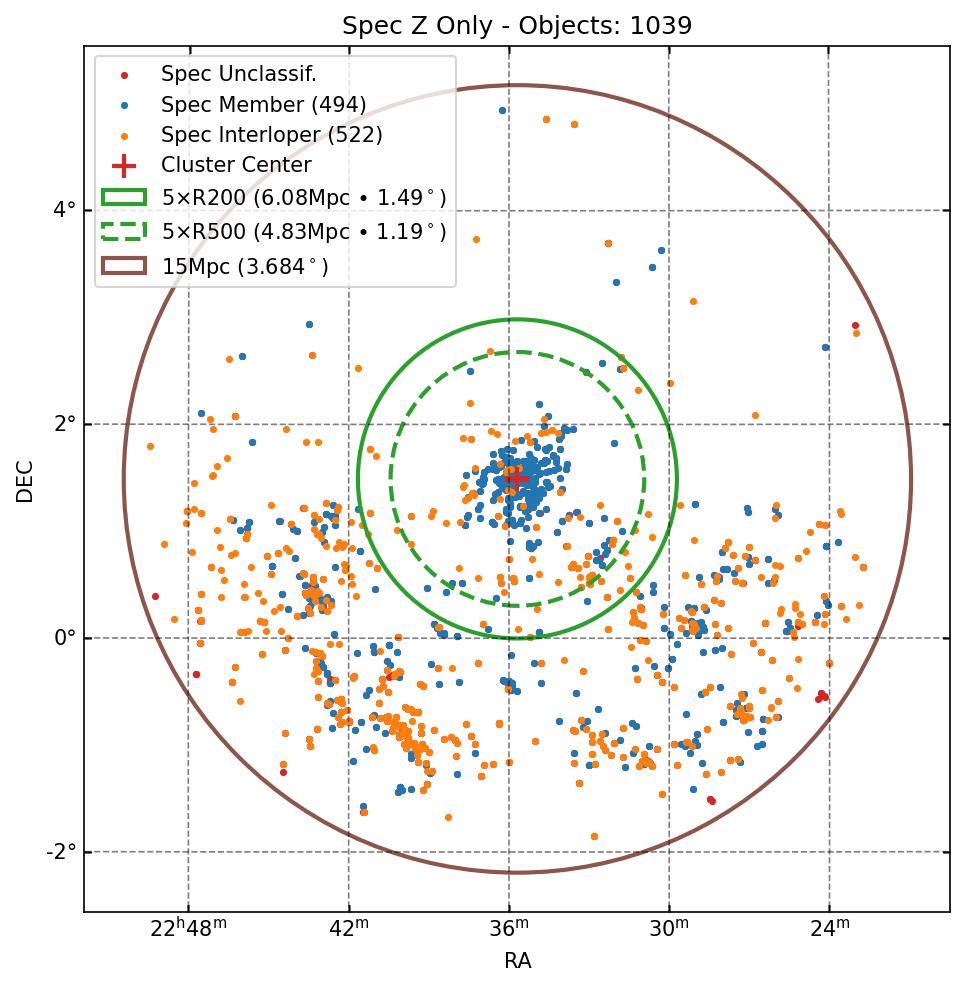 Spec Z Only - Objects: 1039
Spec Unclassif.
Spec Member (494)
Spec Interloper (522)
Cluster Center
5×R200 (6.08Mpc • 1.49°)
5×R500 (4.83Mpc • 1.19°)
15Mpc (3.684°)
4°
2°
0°
-2°
DEC
22ʰ48ᵐ 42ᵐ 36ᵐ 30ᵐ 24ᵐ
RA